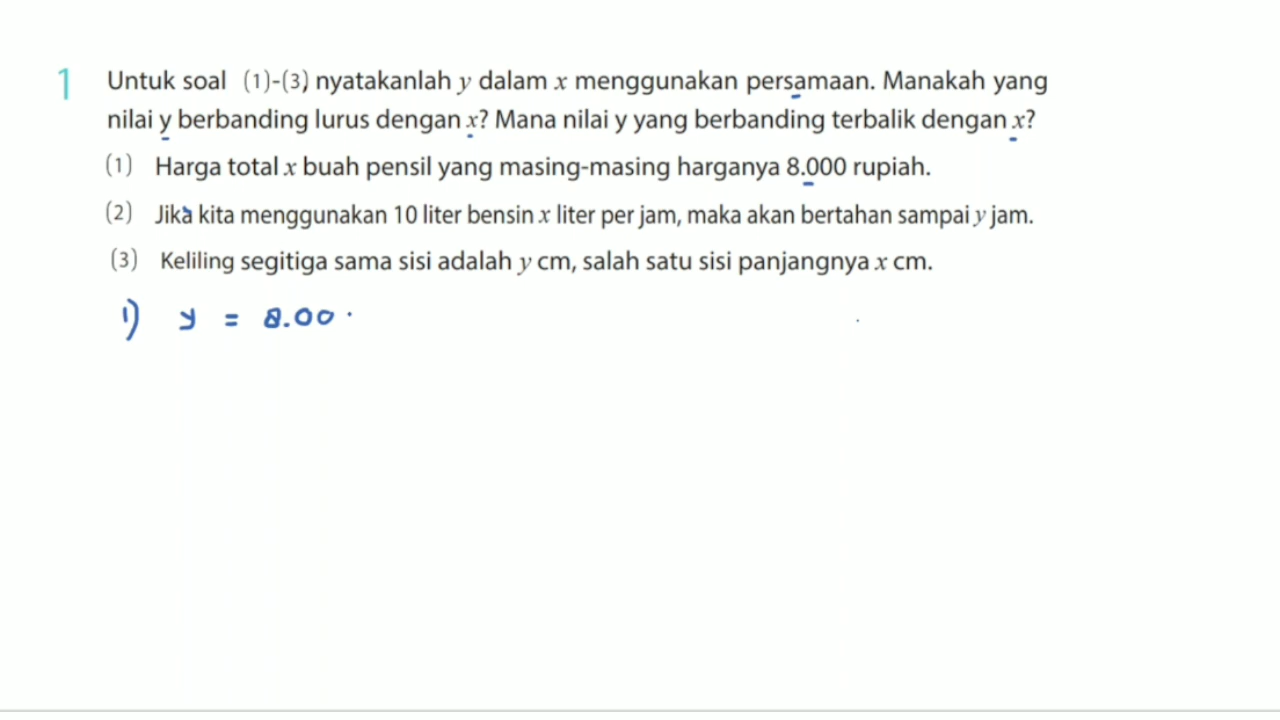 1 Untuk soal (1)-(3) nyatakanlah y dalam x menggunakan persamaan. Manakah yang
nilai y berbanding lurus dengan x? Mana nilai y yang berbanding terbalik dengan x?
(1) Harga total x buah pensil yang masing-masing harganya 8.000 rupiah.
(2) Jika kita menggunakan 10 liter bensin x liter per jam, maka akan bertahan sampai y jam.
(3) Keliling segitiga sama sisi adalah y cm, salah satu sisi panjangnya x cm.
1) y = 8.00